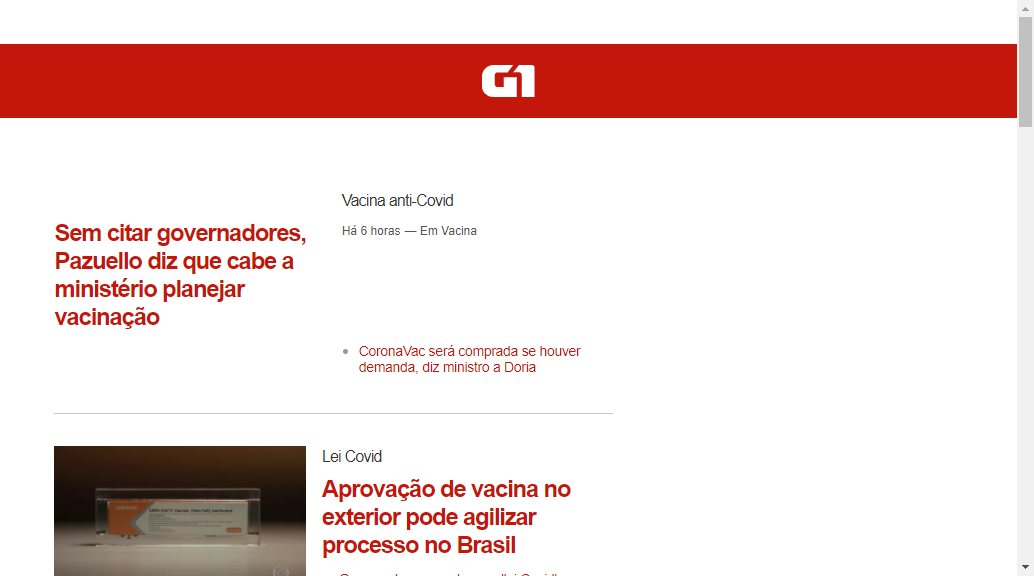 G1
Vacina anti-Covid
Há 6 horas — Em Vacina
Sem citar governadores,
Pazuello diz que cabe a
ministério planejar
vacinação
CoronaVac será comprada se houver
demanda, diz ministro a Doria
Lei Covid
Aprovação de vacina no
exterior pode agilizar
processo no Brasil